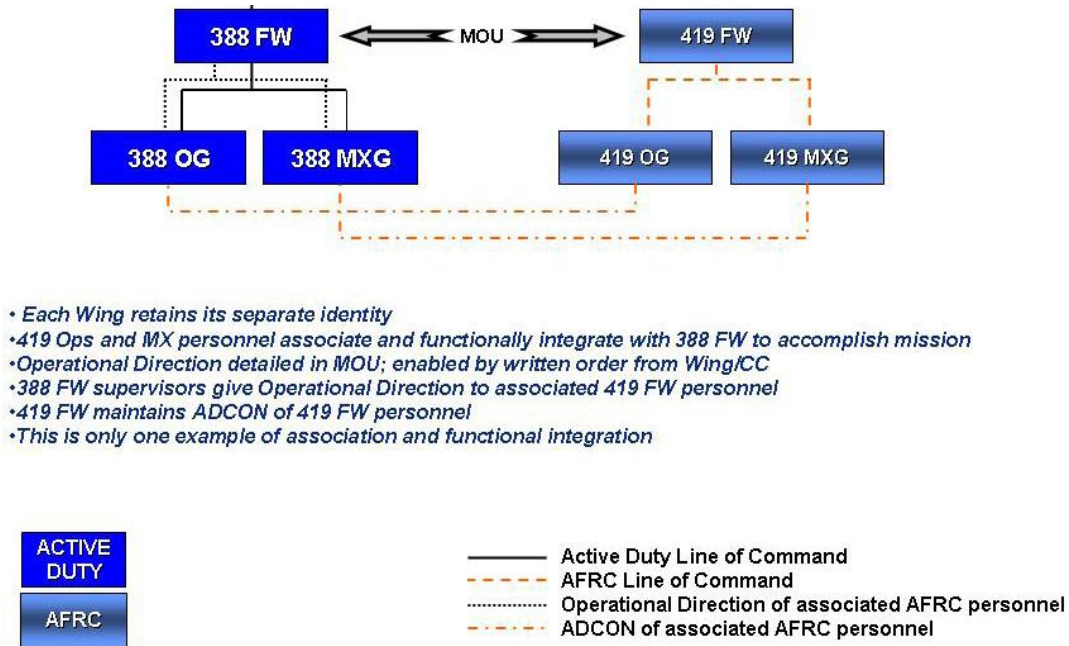 388 FW
MOU
419 FW
388 OG
388 MXG
419 OG
419 MXG
• Each Wing retains its separate identity
•419 Ops and MX personnel associate and functionally integrate with 388 FW to accomplish mission
•Operational Direction detailed in MOU; enabled by written order from Wing/CC
•388 FW supervisors give Operational Direction to associated 419 FW personnel
•419 FW maintains ADCON of 419 FW personnel
•This is only one example of association and functional integration
ACTIVE
DUTY
AFRC
Active Duty Line of Command
AFRC Line of Command
Operational Direction of associated AFRC personnel
ADCON of associated AFRC personnel